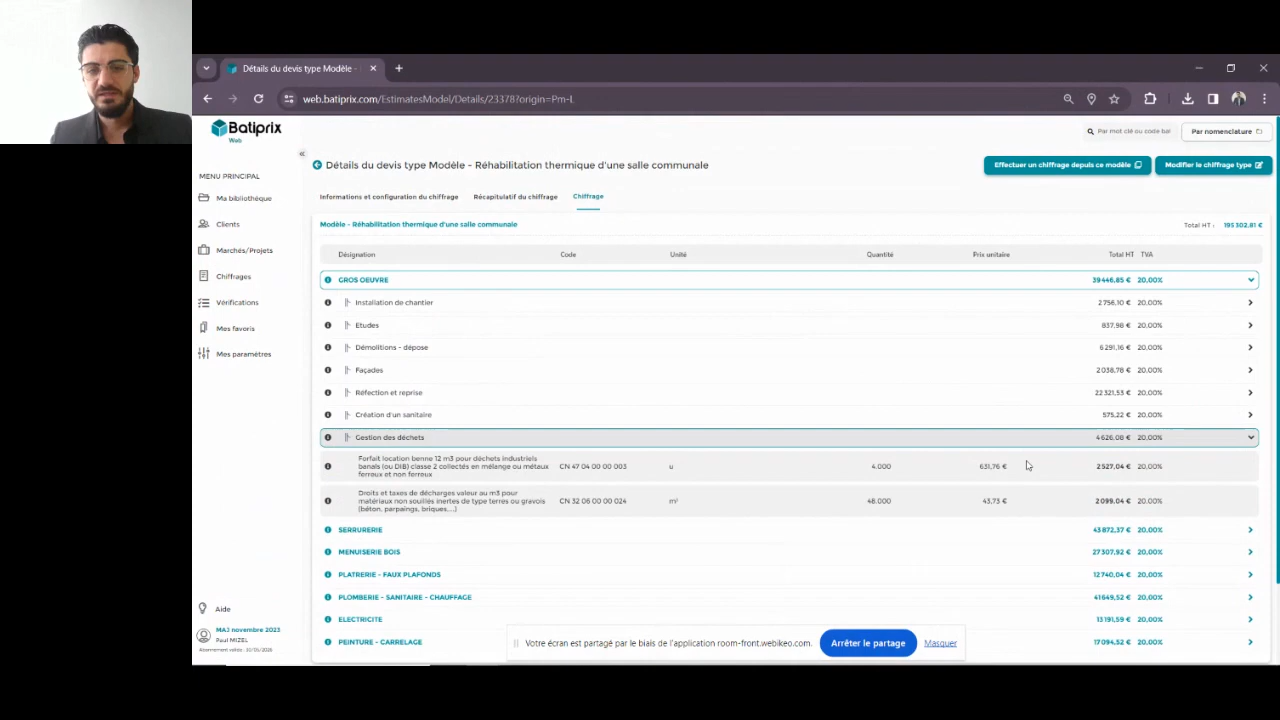 Détails du devis type Modèle -
web.batiprix.com/EstimatesModel/Details/23378?origin=Pm-L
Batiprix
Web
Par mot clé ou code bat
Par nomenclature
MENU PRINCIPAL
Ma bibliothèque
Clients
Marchés/Projets
Chiffrages
Vérifications
Mes favoris
Mes paramètres
Aide
MAJ novembre 2023
Paul MIZEL
Abonnement valide : 31/01/2026
Détails du devis type Modèle - Réhabilitation thermique d'une salle communale
Effectuer un chiffrage depuis ce modèle
Modifier le chiffrage type
Informations et configuration du chiffrage Récapitulatif du chiffrage Chiffrage
Modèle - Réhabilitation thermique d'une salle communale Total HT : 195 302,81 €
Désignation Code Unité Quantité Prix unitaire Total HT TVA
GROS OEUVRE 39 446,85 € 20,00%
Installation de chantier 2 756,10 € 20,00%
Etudes 837,98 € 20,00%
Démolitions - dépose 6 291,16 € 20,00%
Façades 2 038,78 € 20,00%
Réfection et reprise 22 321,53 € 20,00%
Création d'un sanitaire 575,22 € 20,00%
Gestion des déchets 4 626,08 € 20,00%
Forfait location benne 12 m3 pour déchets industriels
banals (ou DIB) classe 2 collectés en mélange ou métaux CN 47 04 00 00 003 u 4.000 631,76 € 2 527,04 € 20,00%
ferreux et non ferreux
Droits et taxes de décharges valeur au m3 pour
matériaux non souillés inertes de type terres ou gravois CN 32 06 00 00 024 m³ 48.000 43,73 € 2 099,04 € 20,00%
(béton, parpaings, briques,...)
SERRURERIE 43 872,37 € 20,00%
MENUISERIE BOIS 27 307,92 € 20,00%
PLATRERIE - FAUX PLAFONDS 12 740,04 € 20,00%
PLOMBERIE - SANITAIRE - CHAUFFAGE 41 649,52 € 20,00%
ELECTRICITE 13 191,59 € 20,00%
PEINTURE - CARRELAGE 17 094,52 € 20,00%
Votre écran est partagé par le biais de l'application room-front.webikeo.com. Arrêter le partage Masquer